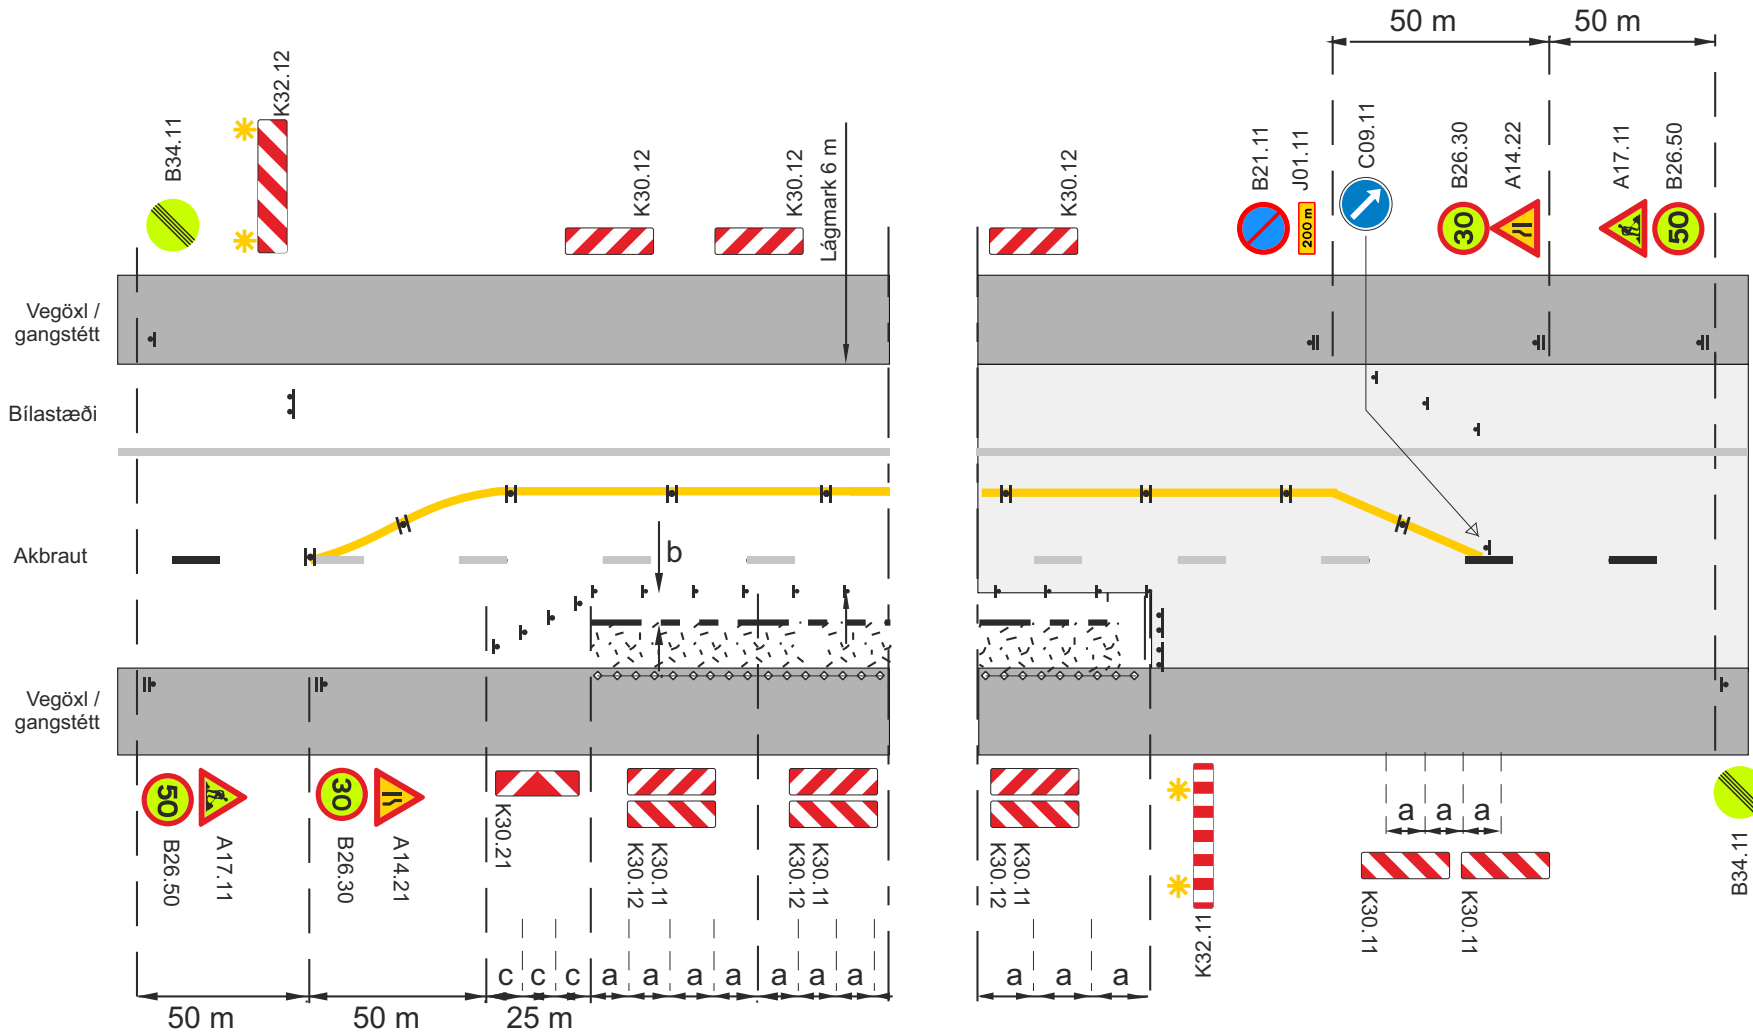 50 m
50 m
B34.11
K32.12
K30.12
K30.12
Lágmark 6 m
K30.12
B21.11
J01.11
200 m
C09.11
B26.30
30
A14.22
A17.11
B26.50
50
Vegöxl /
gangstétt
Bílastæði
Akbraut
b
Vegöxl /
gangstétt
50
B26.50
A17.11
30
B26.30
A14.21
K30.21
K30.12
K30.11
K30.12
K30.11
K30.12
K30.11
K32.11
a
a
a
K30.11
K30.11
B34.11
c
c
c
a
a
a
a
a
a
a
a
a
a
50 m
50 m
25 m